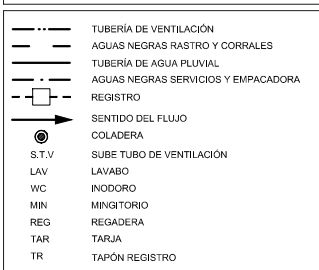 TUBERÍA DE VENTILACIÓN
AGUAS NEGRAS RASTRO Y CORRALES
TUBERÍA DE AGUA PLUVIAL
AGUAS NEGRAS SERVICIOS Y EMPACADORA
REGISTRO
SENTIDO DEL FLUJO
COLADERA
S.T.V SUBE TUBO DE VENTILACIÓN
LAV LAVABO
WC INODORO
MIN MINGITORIO
REG REGADERA
TAR TARJA
TR TAPÓN REGISTRO